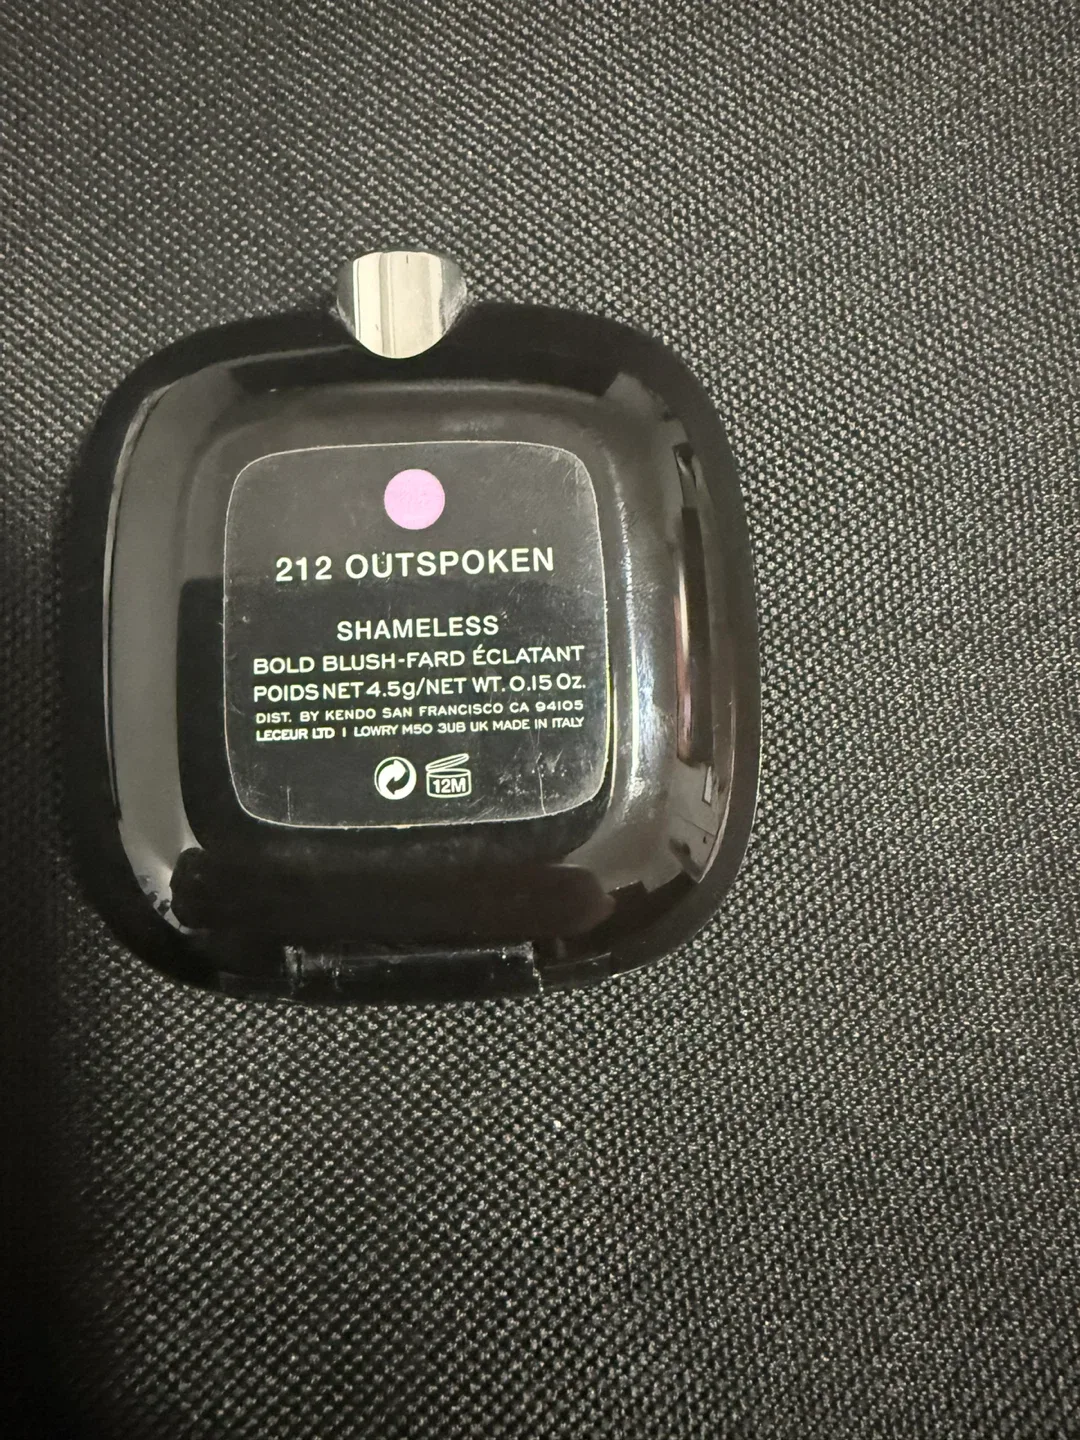 212 OUTSPOKEN
SHAMELESS
BOLD BLUSH-FARD ÉCLATANT
POIDS NET 4.5g/NET WT. 0.15 Oz.
DIST. BY KENDO SAN FRANCISCO CA 94105
LECEUR LTD I LOWRY M50 3UB UK MADE IN ITALY
12M